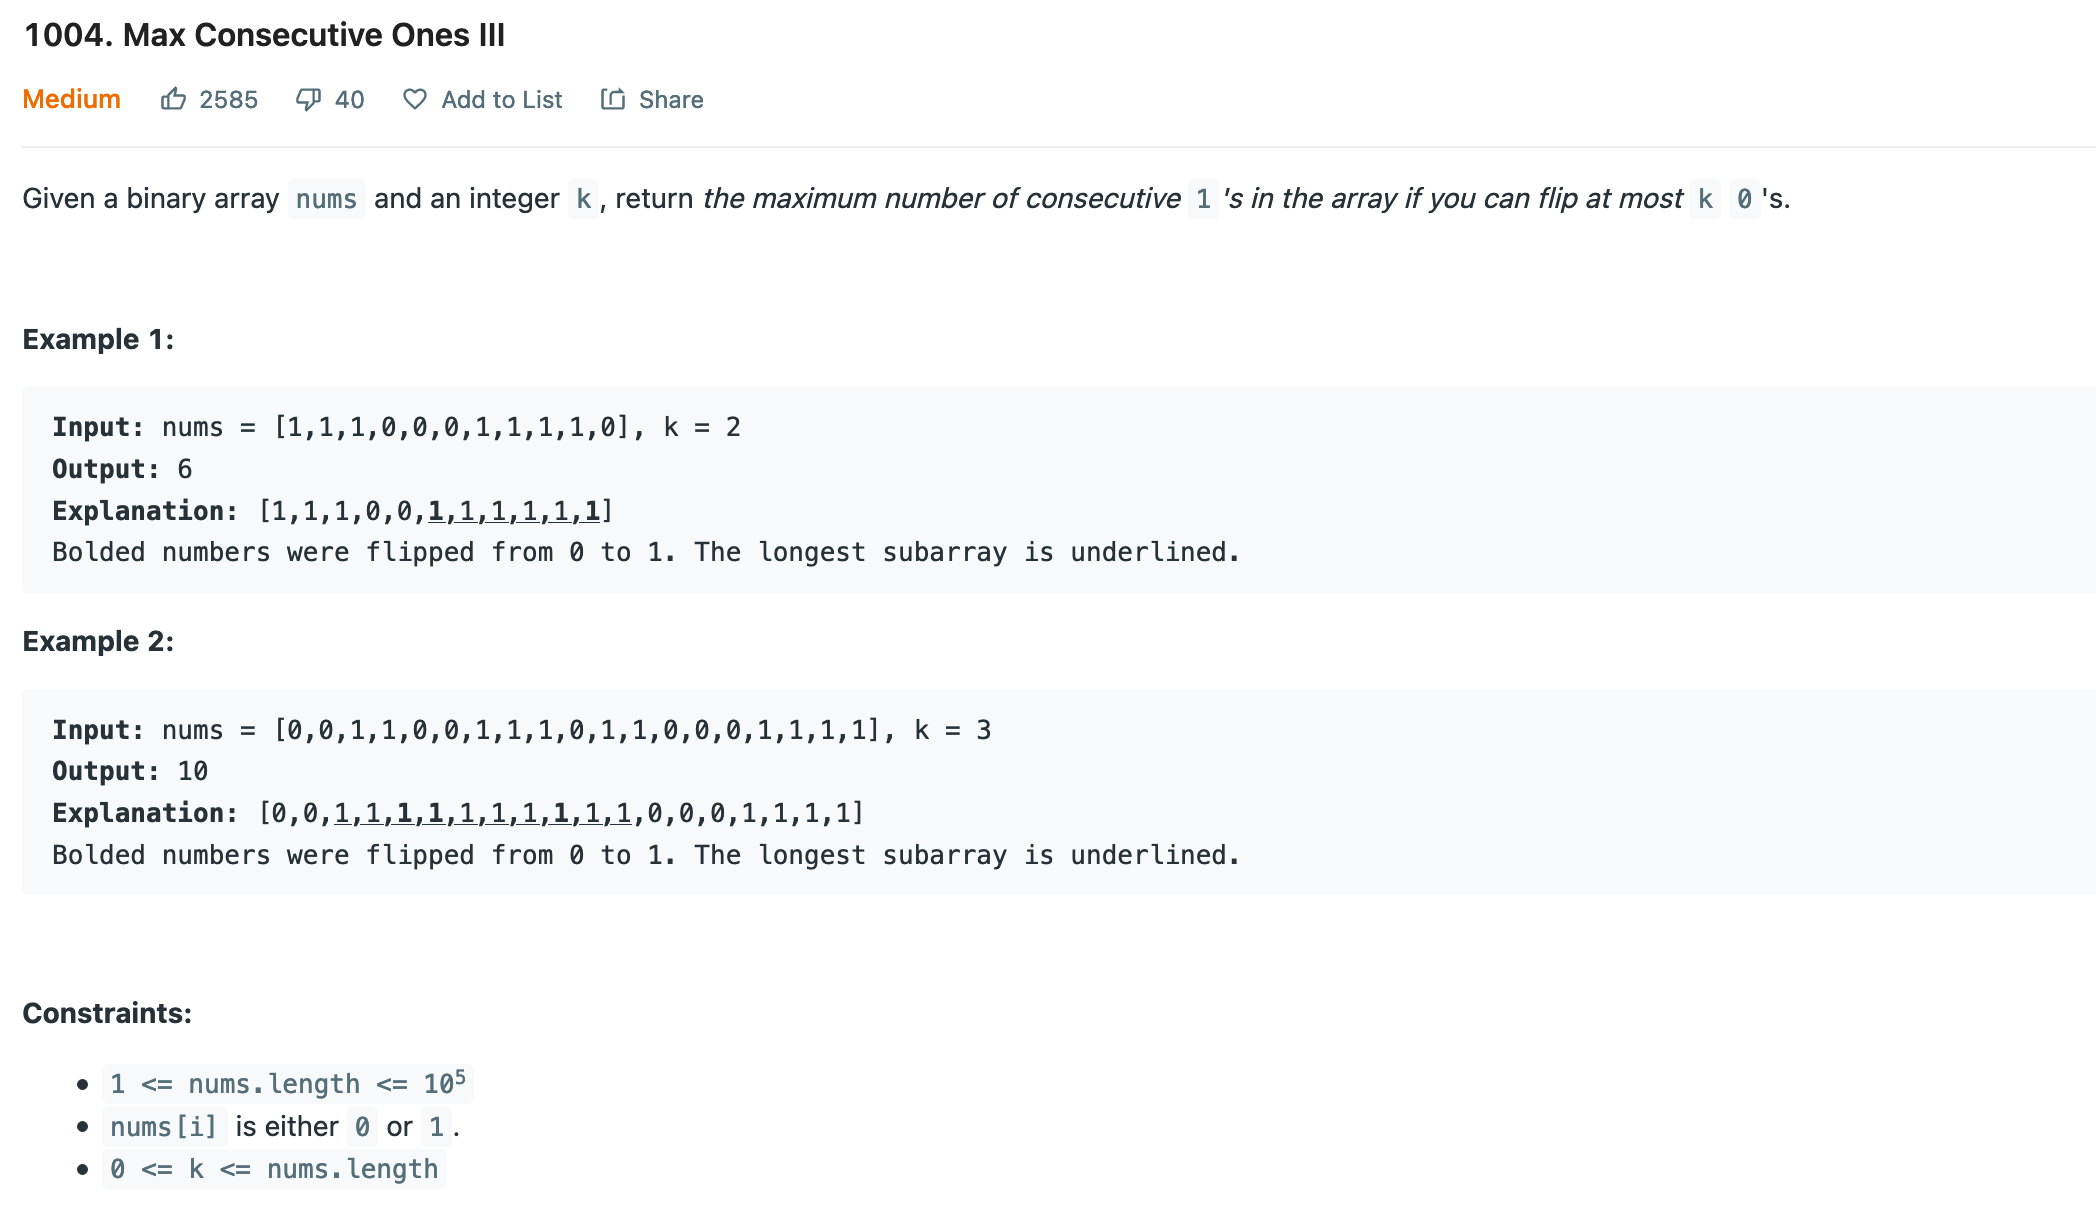 1004. Max Consecutive Ones III
Medium 2585 40 Add to List Share
Given a binary array nums and an integer k, return the maximum number of consecutive 1's in the array if you can flip at most k 0's.
Example 1:
Input: nums = [1,1,1,0,0,0,1,1,1,1,0], k = 2
Output: 6
Explanation: [1,1,1,0,0,1,1,1,1,1,1]
Bolded numbers were flipped from 0 to 1. The longest subarray is underlined.
Example 2:
Input: nums = [0,0,1,1,0,0,1,1,1,0,1,1,0,0,0,1,1,1,1], k = 3
Output: 10
Explanation: [0,0,1,1,1,1,1,1,1,1,1,1,0,0,0,1,1,1,1]
Bolded numbers were flipped from 0 to 1. The longest subarray is underlined.
Constraints:
• 1 <= nums.length <= 10⁵
• nums[i] is either 0 or 1.
• 0 <= k <= nums.length